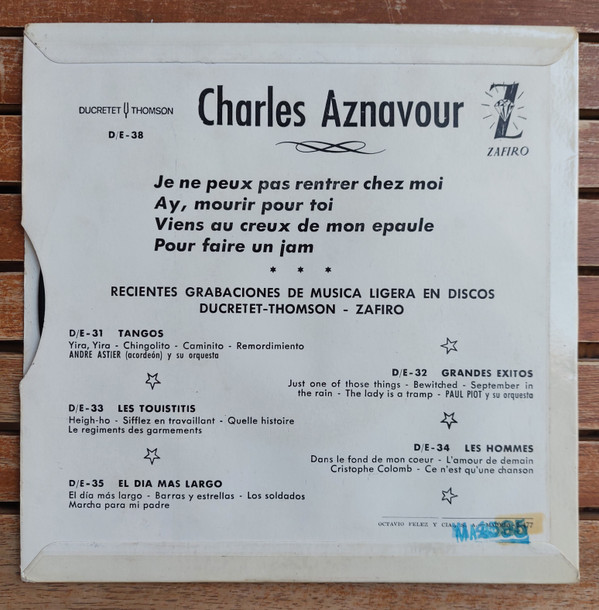 DUCRETET THOMSON
D/E-38
Charles Aznavour
Z
ZAFIRO
Je ne peux pas rentrer chez moi
Ay, mourir pour toi
Viens au creux de mon epaule
Pour faire un jam
* * *
RECIENTES GRABACIONES DE MUSICA LIGERA EN DISCOS
DUCRETET-THOMSON - ZAFIRO
D/E-31 TANGOS
Yira, Yira - Chingolito - Caminito - Remordimiento
ANDRE ASTIER (acordeón) y su orquesta
D/E-32 GRANDES EXITOS
Just one of those things - Bewitched - September in
the rain - The lady is a tramp - PAUL PIOT y su orquesta
D/E-33 LES TOUISTITIS
Heigh-ho - Sifflez en travaillant - Quelle histoire
Le regiments des garmements
D/E-34 LES HOMMES
Dans le fond de mon coeur - L'amour de demain
Cristophe Colomb - Ce n'est qu'une chanson
D/E-35 EL DIA MAS LARGO
El día más largo - Barras y estrellas - Los soldados
Marcha para mi padre
OCTAVIO FELEZ Y